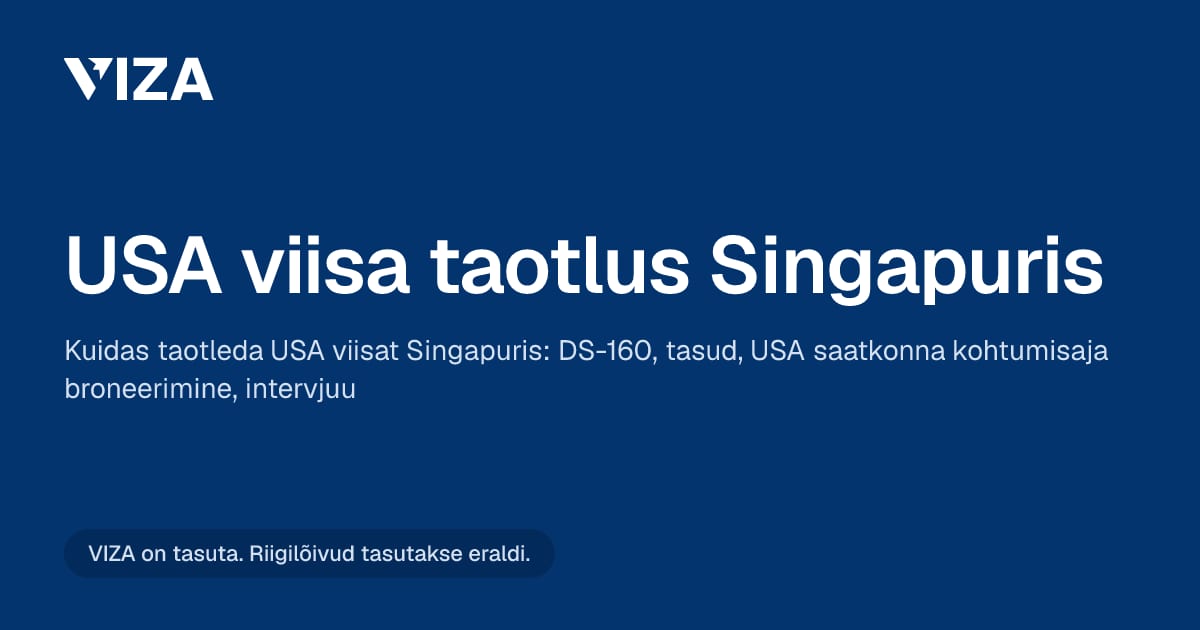 VIZA
USA viisa taotlus Singapuris
Kuidas taotleda USA viisat Singapuris: DS-160, tasud, USA saatkonna kohtumisaja
broneerimine, intervjuu
VIZA on tasuta. Riigilõivud tasutakse eraldi.